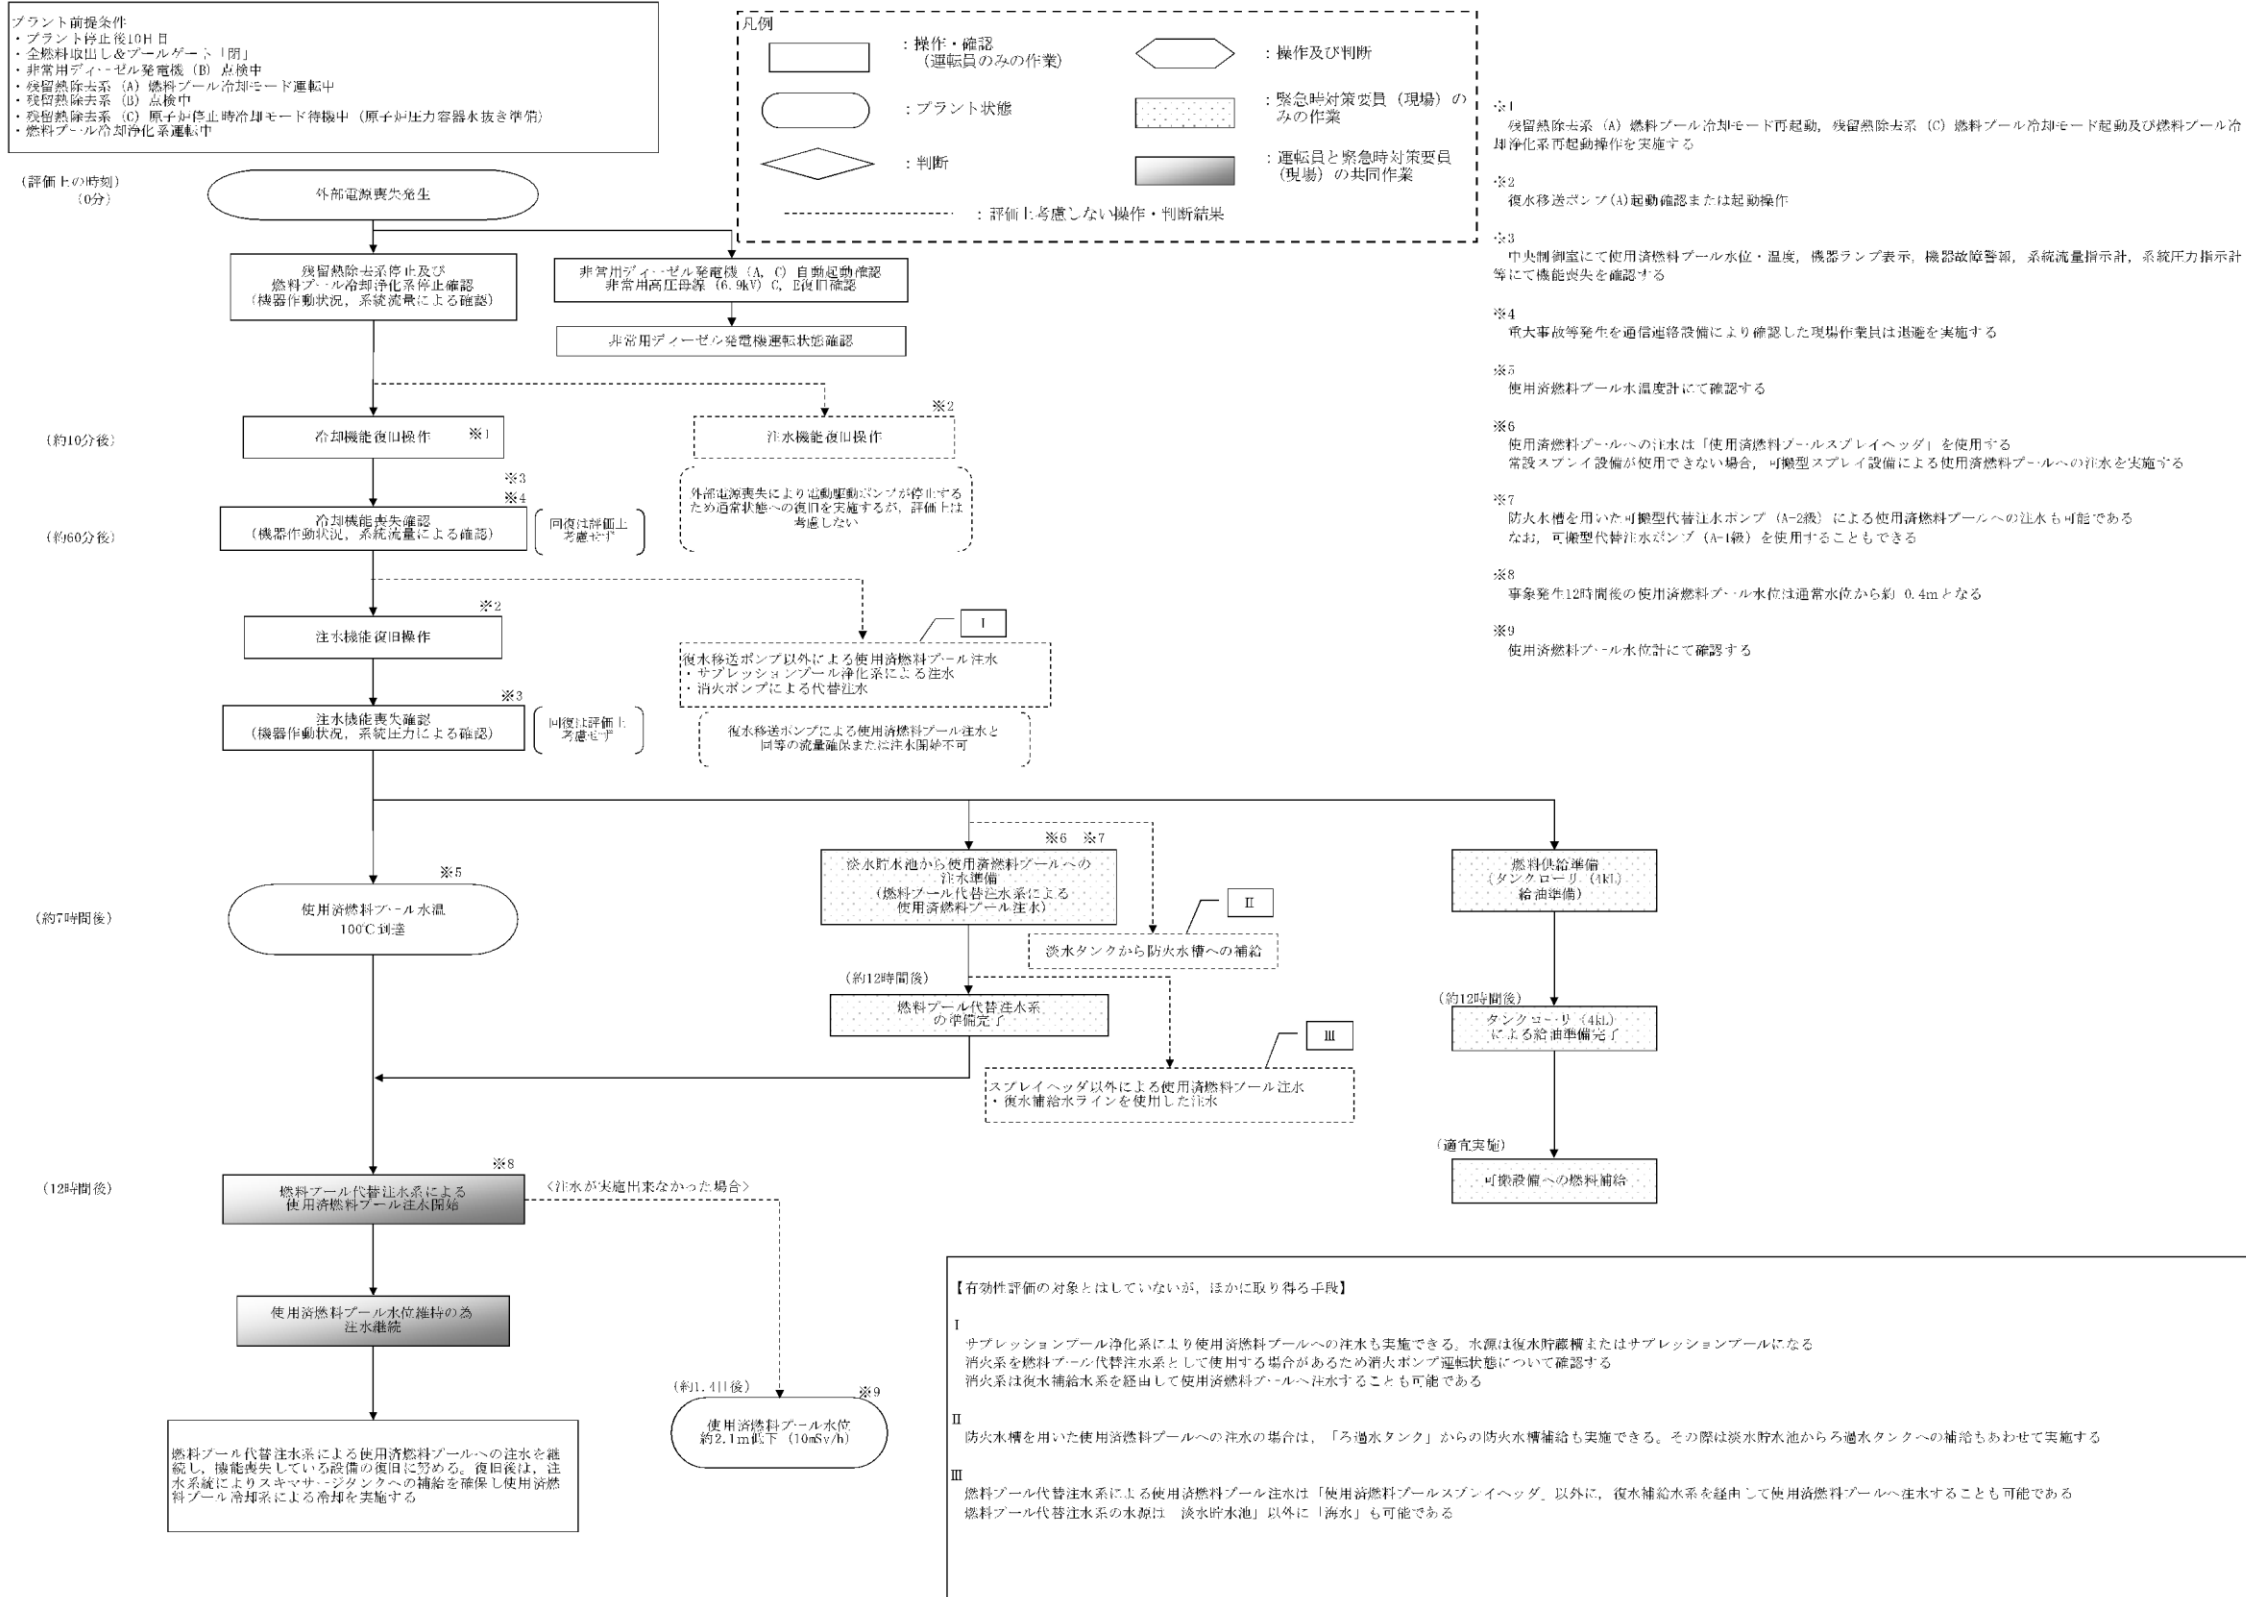 プラント前提条件
・プラント停止後10日目
・全燃料取出し&プールゲート「閉」
・非常用ディーゼル発電機(B)点検中
・残留熱除去系(A)燃料プール冷却モード運転中
・残留熱除去系(B)点検中
・残留熱除去系(C)原子炉停止時冷却モード待機中(原子炉圧力容器水抜き準備)
・燃料プール冷却浄化系運転中
凡例
:操作・確認
(運転員のみの作業)
:操作及び判断
:プラント状態
:緊急時対策要員(現場)の
みの作業
:判断
:運転員と緊急時対策要員
(現場)の共同作業
:評価上考慮しない操作・判断結果
(評価上の時刻)
(0分)
外部電源喪失発生
残留熱除去系停止及び
燃料プール冷却浄化系停止確認
(機器作動状況,系統流量による確認)
非常用ディーゼル発電機(A, C)自動起動確認
非常用高圧母線(6.9kV)C, E復旧確認
非常用ディーゼル発電機運転状態確認
(約10分後)
冷却機能復旧操作 ※1
※2
注水機能復旧操作
外部電源喪失により電動駆動ポンプが停止する
ため通常状態への復旧を実施するが,評価上は
考慮しない
※3
※4
(約60分後)
冷却機能喪失確認
(機器作動状況,系統流量による確認)
回復は評価上
考慮せず
※2
注水機能復旧操作
I
復水移送ポンプ以外による使用済燃料プール注水
・サプレッションプール浄化系による注水
・消火ポンプによる代替注水
復水移送ポンプによる使用済燃料プール注水と
同等の流量確保または注水開始不可
※3
注水機能喪失確認
(機器作動状況,系統圧力による確認)
回復は評価上
考慮せず
※5
(約7時間後)
使用済燃料プール水温
100℃到達
※6 ※7
淡水貯水池から使用済燃料プールへの
注水準備
(燃料プール代替注水系による
使用済燃料プール注水)
II
淡水タンクから防火水槽への補給
(約12時間後)
燃料プール代替注水系
の準備完了
III
スプレイヘッダ以外による使用済燃料プール注水
・復水補給水ラインを使用した注水
燃料供給準備
(タンクローリ(4kL)
給油準備)
(約12時間後)
タンクローリ(4kL)
による給油準備完了
(適宜実施)
可搬設備への燃料補給
(12時間後)
※8
燃料プール代替注水系による
使用済燃料プール注水開始
〈注水が実施出来なかった場合〉
使用済燃料プール水位維持の為
注水継続
(約1.4日後)
※9
使用済燃料プール水位
約2.1m低下(10mSv/h)
燃料プール代替注水系による使用済燃料プールへの注水を継
続し,機能喪失している設備の復旧に努める。復旧後は,注
水系統によりスキマサージタンクへの補給を確保し使用済燃
料プール冷却系による冷却を実施する
※1
残留熱除去系(A)燃料プール冷却モード再起動,残留熱除去系(C)燃料プール冷却モード起動及び燃料プール冷
却浄化系再起動操作を実施する
※2
復水移送ポンプ(A)起動確認または起動操作
※3
中央制御室にて使用済燃料プール水位・温度,機器ランプ表示,機器故障警報,系統流量指示計,系統圧力指示計
等にて機能喪失を確認する
※4
重大事故等発生を通信連絡設備により確認した現場作業員は退避を実施する
※5
使用済燃料プール水温度計にて確認する
※6
使用済燃料プールへの注水は「使用済燃料プールスプレイヘッダ」を使用する
常設スプレイ設備が使用できない場合,可搬型スプレイ設備による使用済燃料プールへの注水を実施する
※7
防火水槽を用いた可搬型代替注水ポンプ(A-2級)による使用済燃料プールへの注水も可能である
なお,可搬型代替注水ポンプ(A-1級)を使用することもできる
※8
事象発生12時間後の使用済燃料プール水位は通常水位から約 0.4mとなる
※9
使用済燃料プール水位計にて確認する
【有効性評価の対象とはしていないが,ほかに取り得る手段】
I
サプレッションプール浄化系により使用済燃料プールへの注水も実施できる。水源は復水貯蔵槽またはサプレッションプールになる
消火系を燃料プール代替注水系として使用する場合があるため消火ポンプ運転状態について確認する
消火系は復水補給水系を経由して使用済燃料プールへ注水することも可能である
II
防火水槽を用いた使用済燃料プールへの注水の場合は,「ろ過水タンク」からの防火水槽補給も実施できる。その際は淡水貯水池からろ過水タンクへの補給もあわせて実施する
III
燃料プール代替注水系による使用済燃料プール注水は「使用済燃料プールスプレイヘッダ」以外に,復水補給水系を経由して使用済燃料プールへ注水することも可能である
燃料プール代替注水系の水源は 淡水貯水池」以外に「海水」も可能である